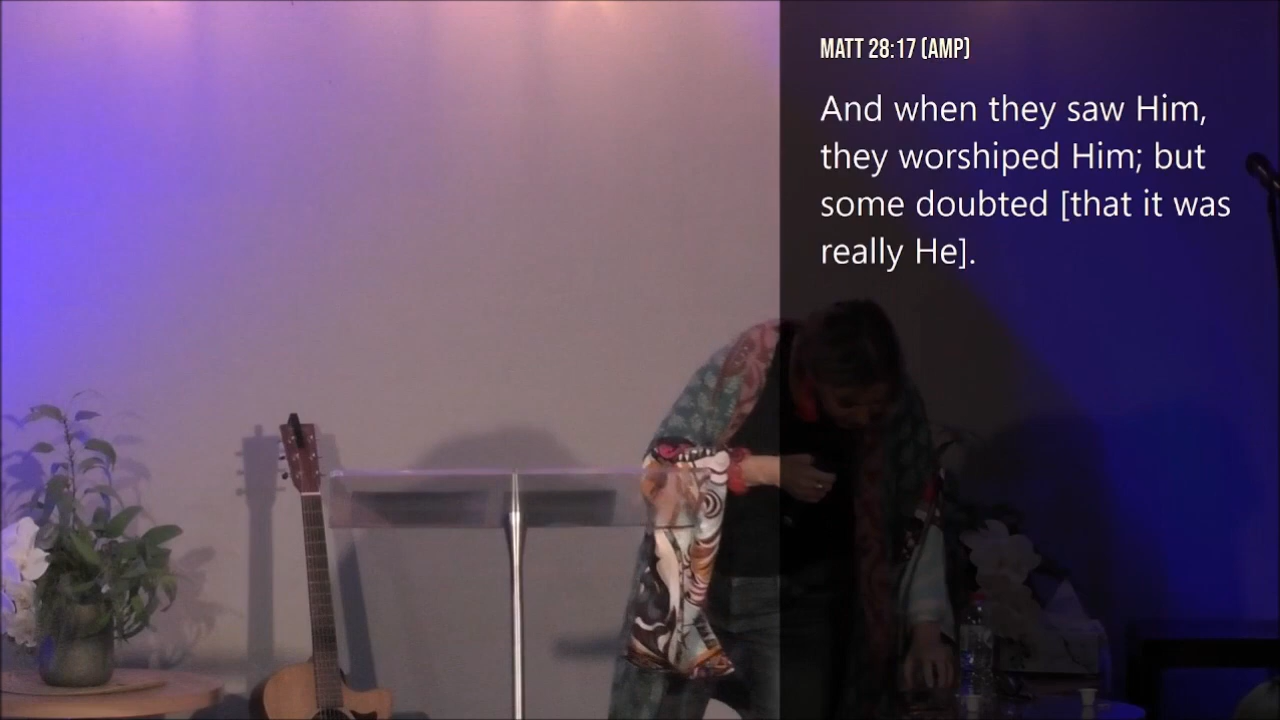 MATT 28:17 (AMP)
And when they saw Him,
they worshiped Him; but
some doubted [that it was
really He].